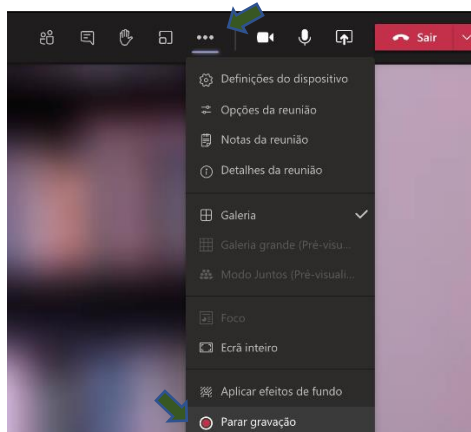 Sair
Definições do dispositivo
Opções da reunião
Notas da reunião
Detalhes da reunião
Galeria
Galeria grande (Pré-visu...
Modo Juntos (Pré-visuali...
Foco
Ecrã inteiro
Aplicar efeitos de fundo
Parar gravação